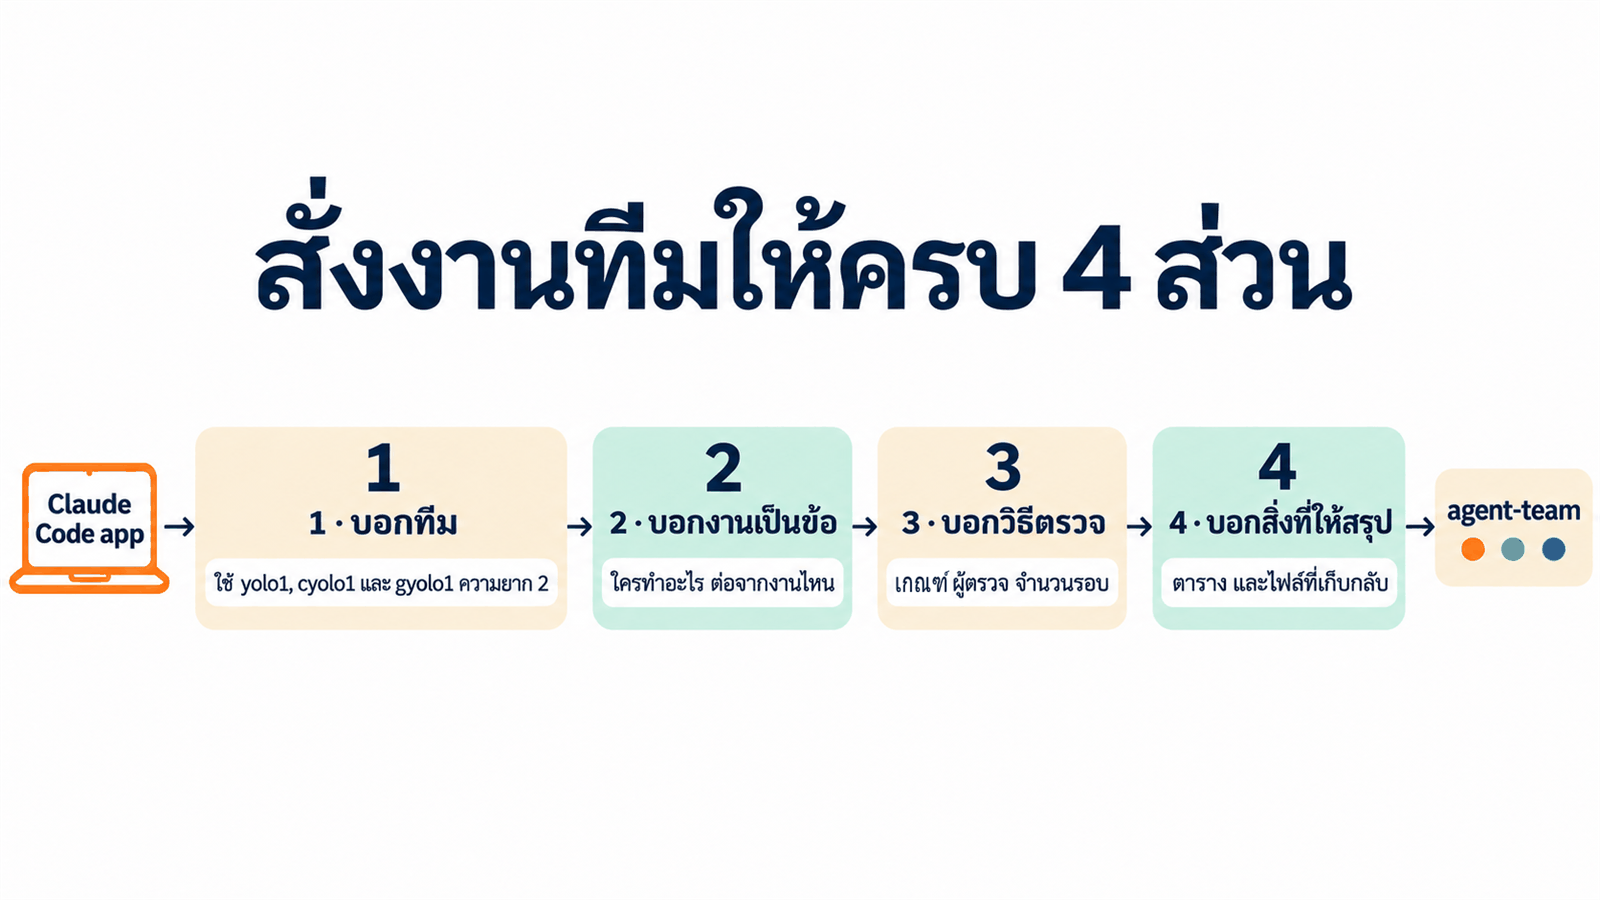 สั่งงานทีมให้ครบ 4 ส่วน
Claude
Code app
1
1 · บอกทีม
ใช้ yolo1, cyolo1 และ gyolo1 ความยาก 2
2
2 · บอกงานเป็นข้อ
ใครทำอะไร ต่อจากงานไหน
3
3 · บอกวิธีตรวจ
เกณฑ์ ผู้ตรวจ จำนวนรอบ
4
4 · บอกสิ่งที่ให้สรุป
ตาราง และไฟล์ที่เก็บกลับ
agent-team